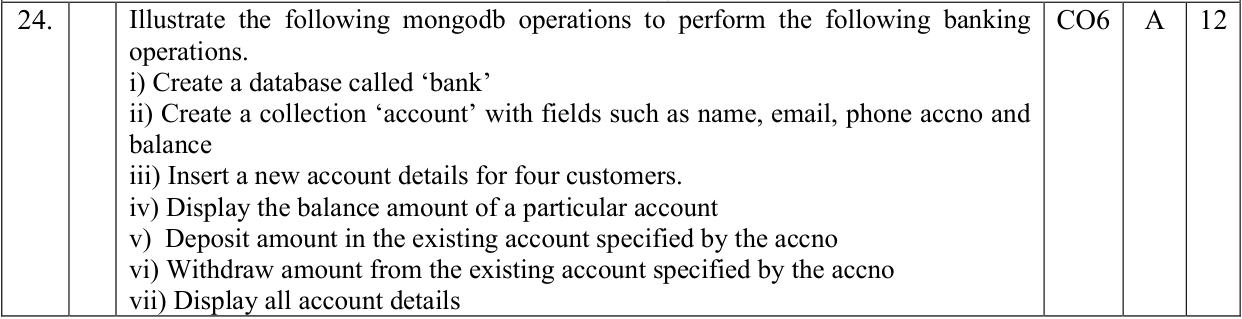 24. Illustrate the following mongodb operations to perform the following banking CO6 A 12
operations.
i) Create a database called ‘bank’
ii) Create a collection ‘account’ with fields such as name, email, phone accno and
balance
iii) Insert a new account details for four customers.
iv) Display the balance amount of a particular account
v) Deposit amount in the existing account specified by the accno
vi) Withdraw amount from the existing account specified by the accno
vii) Display all account details